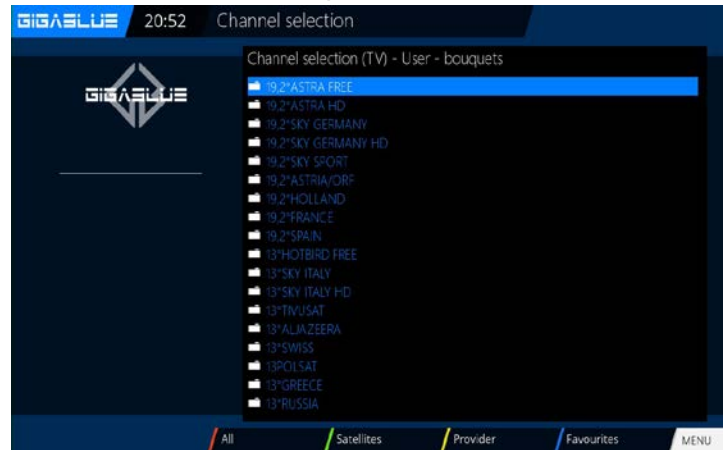 GIGABLUE 20:52 Channel selection
Channel selection (TV) - User - bouquets
GIGABLUE
19,2°ASTRA FREE
19,2°ASTRA HD
19,2°SKY GERMANY
19,2°SKY GERMANY HD
19,2°SKY SPORT
19,2°ASTRIA/ORF
19,2°HOLLAND
19,2°FRANCE
19,2°SPAIN
13°HOTBIRD FREE
13°SKY ITALY
13°SKY ITALY HD
13°TIVUSAT
13°ALJAZEERA
13°SWISS
13POLSAT
13°GREECE
13°RUSSIA
All Satellites Provider Favourites MENU